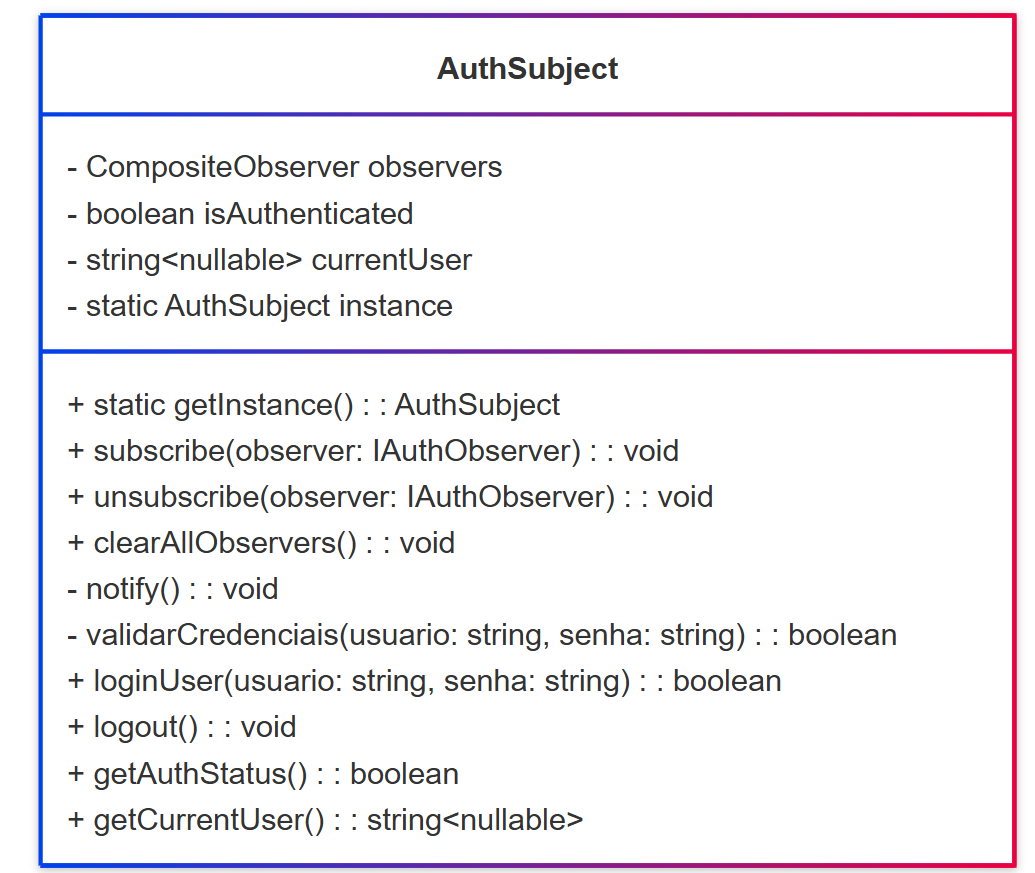 AuthSubject
- CompositeObserver observers
- boolean isAuthenticated
- string<nullable> currentUser
- static AuthSubject instance
+ static getInstance() : : AuthSubject
+ subscribe(observer: IAuthObserver) : : void
+ unsubscribe(observer: IAuthObserver) : : void
+ clearAllObservers() : : void
- notify() : : void
- validarCredenciais(usuario: string, senha: string) : : boolean
+ loginUser(usuario: string, senha: string) : : boolean
+ logout() : : void
+ getAuthStatus() : : boolean
+ getCurrentUser() : : string<nullable>